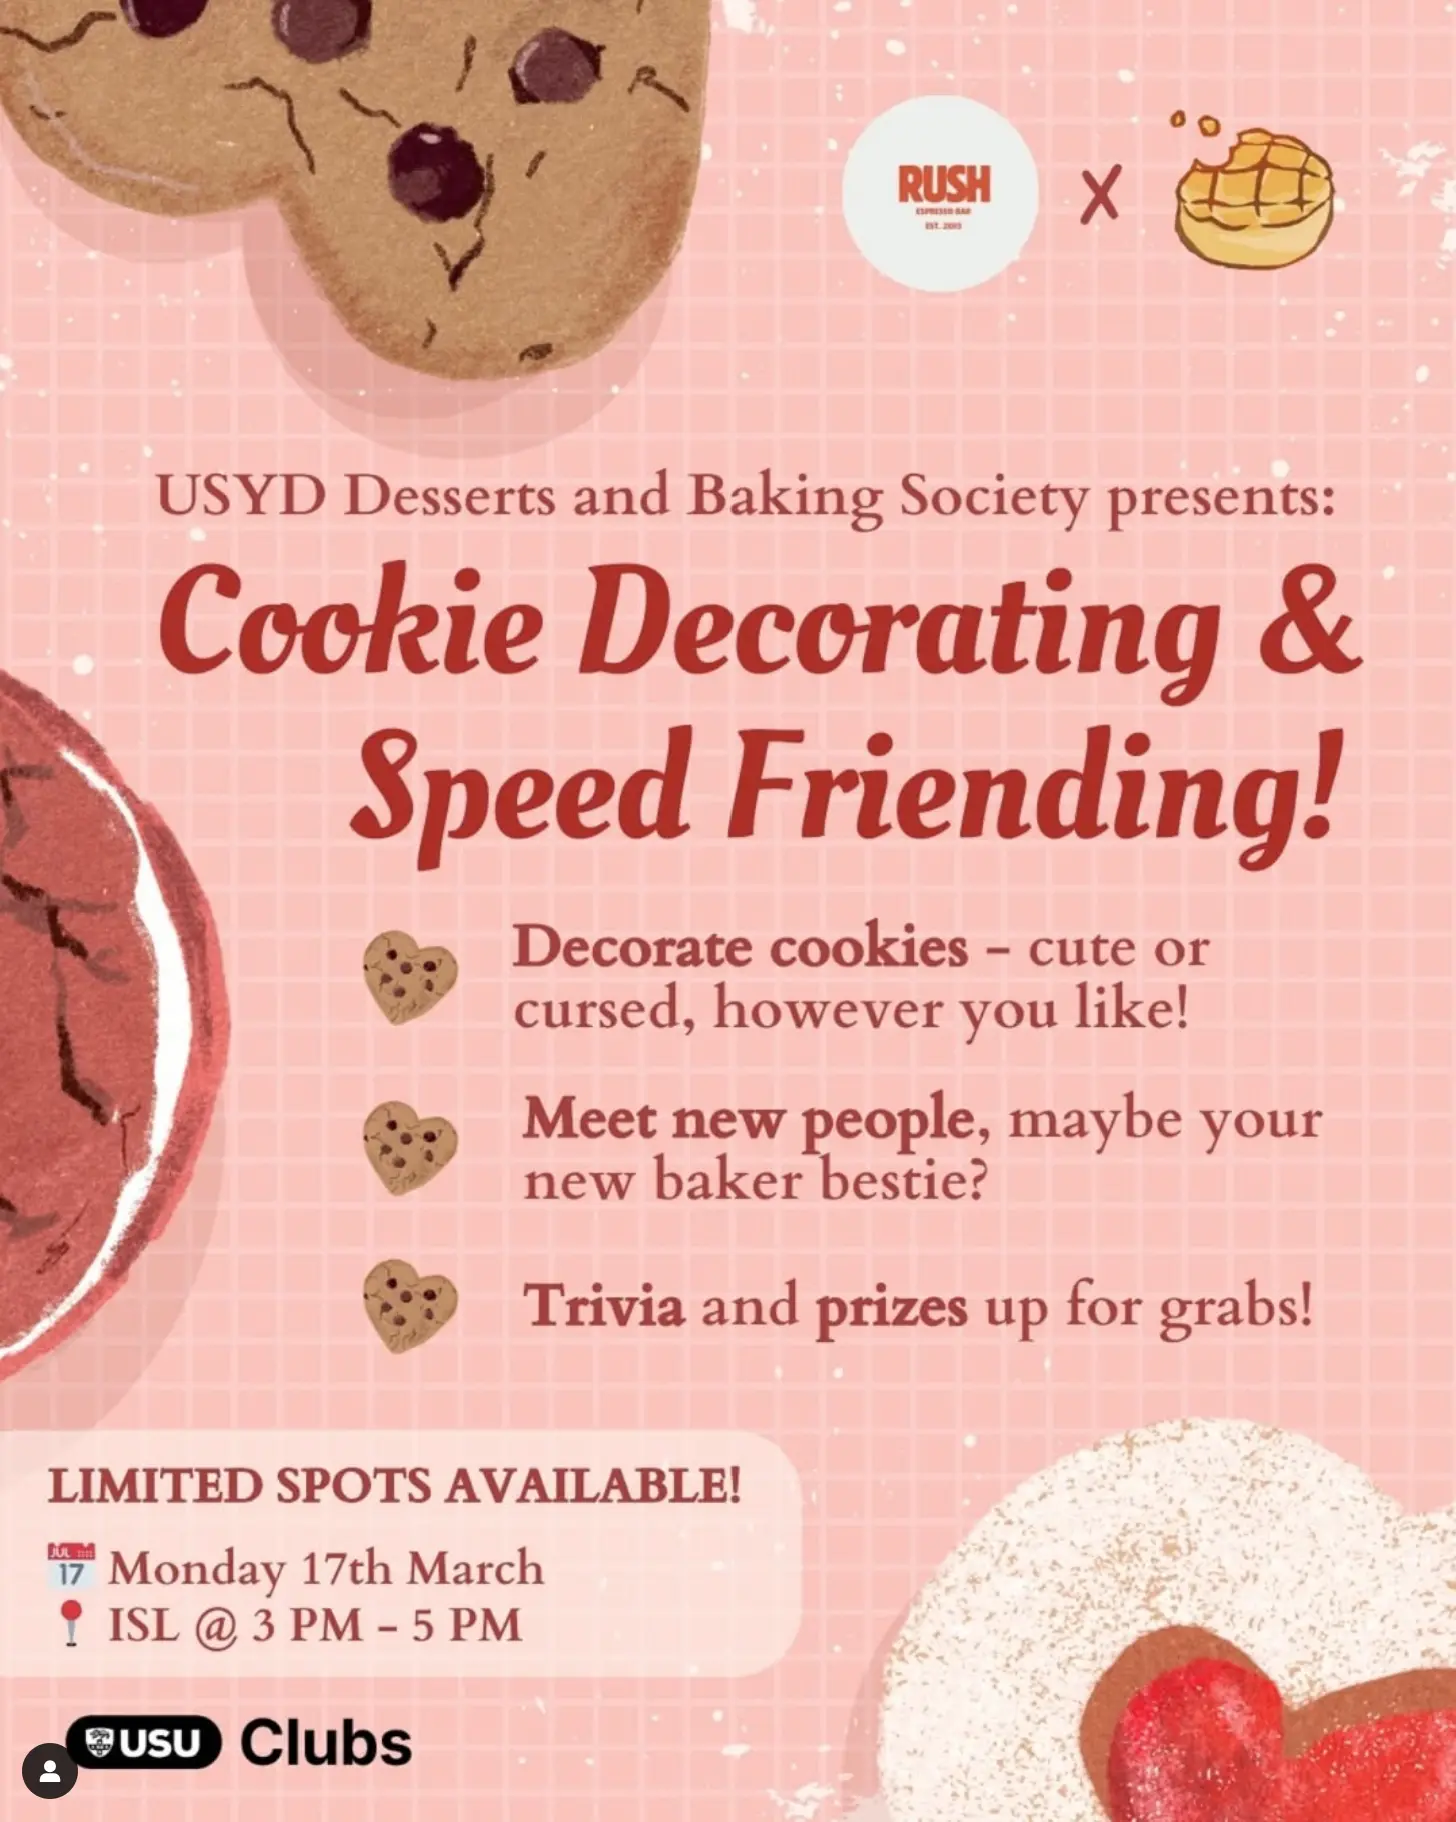 RUSH
ESPRESSO BAR
EST. 2003
X
USYD Desserts and Baking Society presents:
Cookie Decorating &
Speed Friending!
Decorate cookies - cute or
cursed, however you like!
Meet new people, maybe your
new baker bestie?
Trivia and prizes up for grabs!
LIMITED SPOTS AVAILABLE!
JUL
17
Monday 17th March
ISL @ 3 PM - 5 PM
USU Clubs